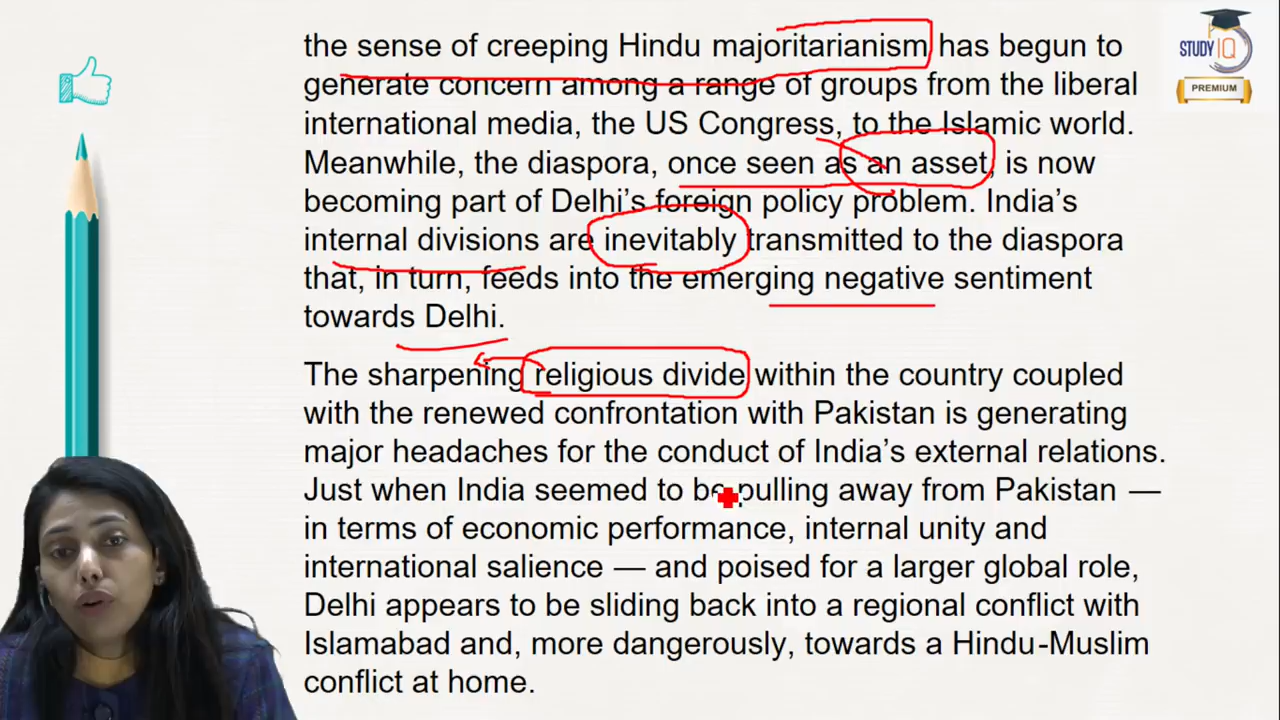 the sense of creeping Hindu majoritarianism has begun to
generate concern among a range of groups from the liberal
international media, the US Congress, to the Islamic world.
Meanwhile, the diaspora, once seen as an asset, is now
becoming part of Delhi’s foreign policy problem. India’s
internal divisions are inevitably transmitted to the diaspora
that, in turn, feeds into the emerging negative sentiment
towards Delhi.
The sharpening religious divide within the country coupled
with the renewed confrontation with Pakistan is generating
major headaches for the conduct of India’s external relations.
Just when India seemed to be pulling away from Pakistan —
in terms of economic performance, internal unity and
international salience — and poised for a larger global role,
Delhi appears to be sliding back into a regional conflict with
Islamabad and, more dangerously, towards a Hindu-Muslim
conflict at home.
STUDY IQ
PREMIUM